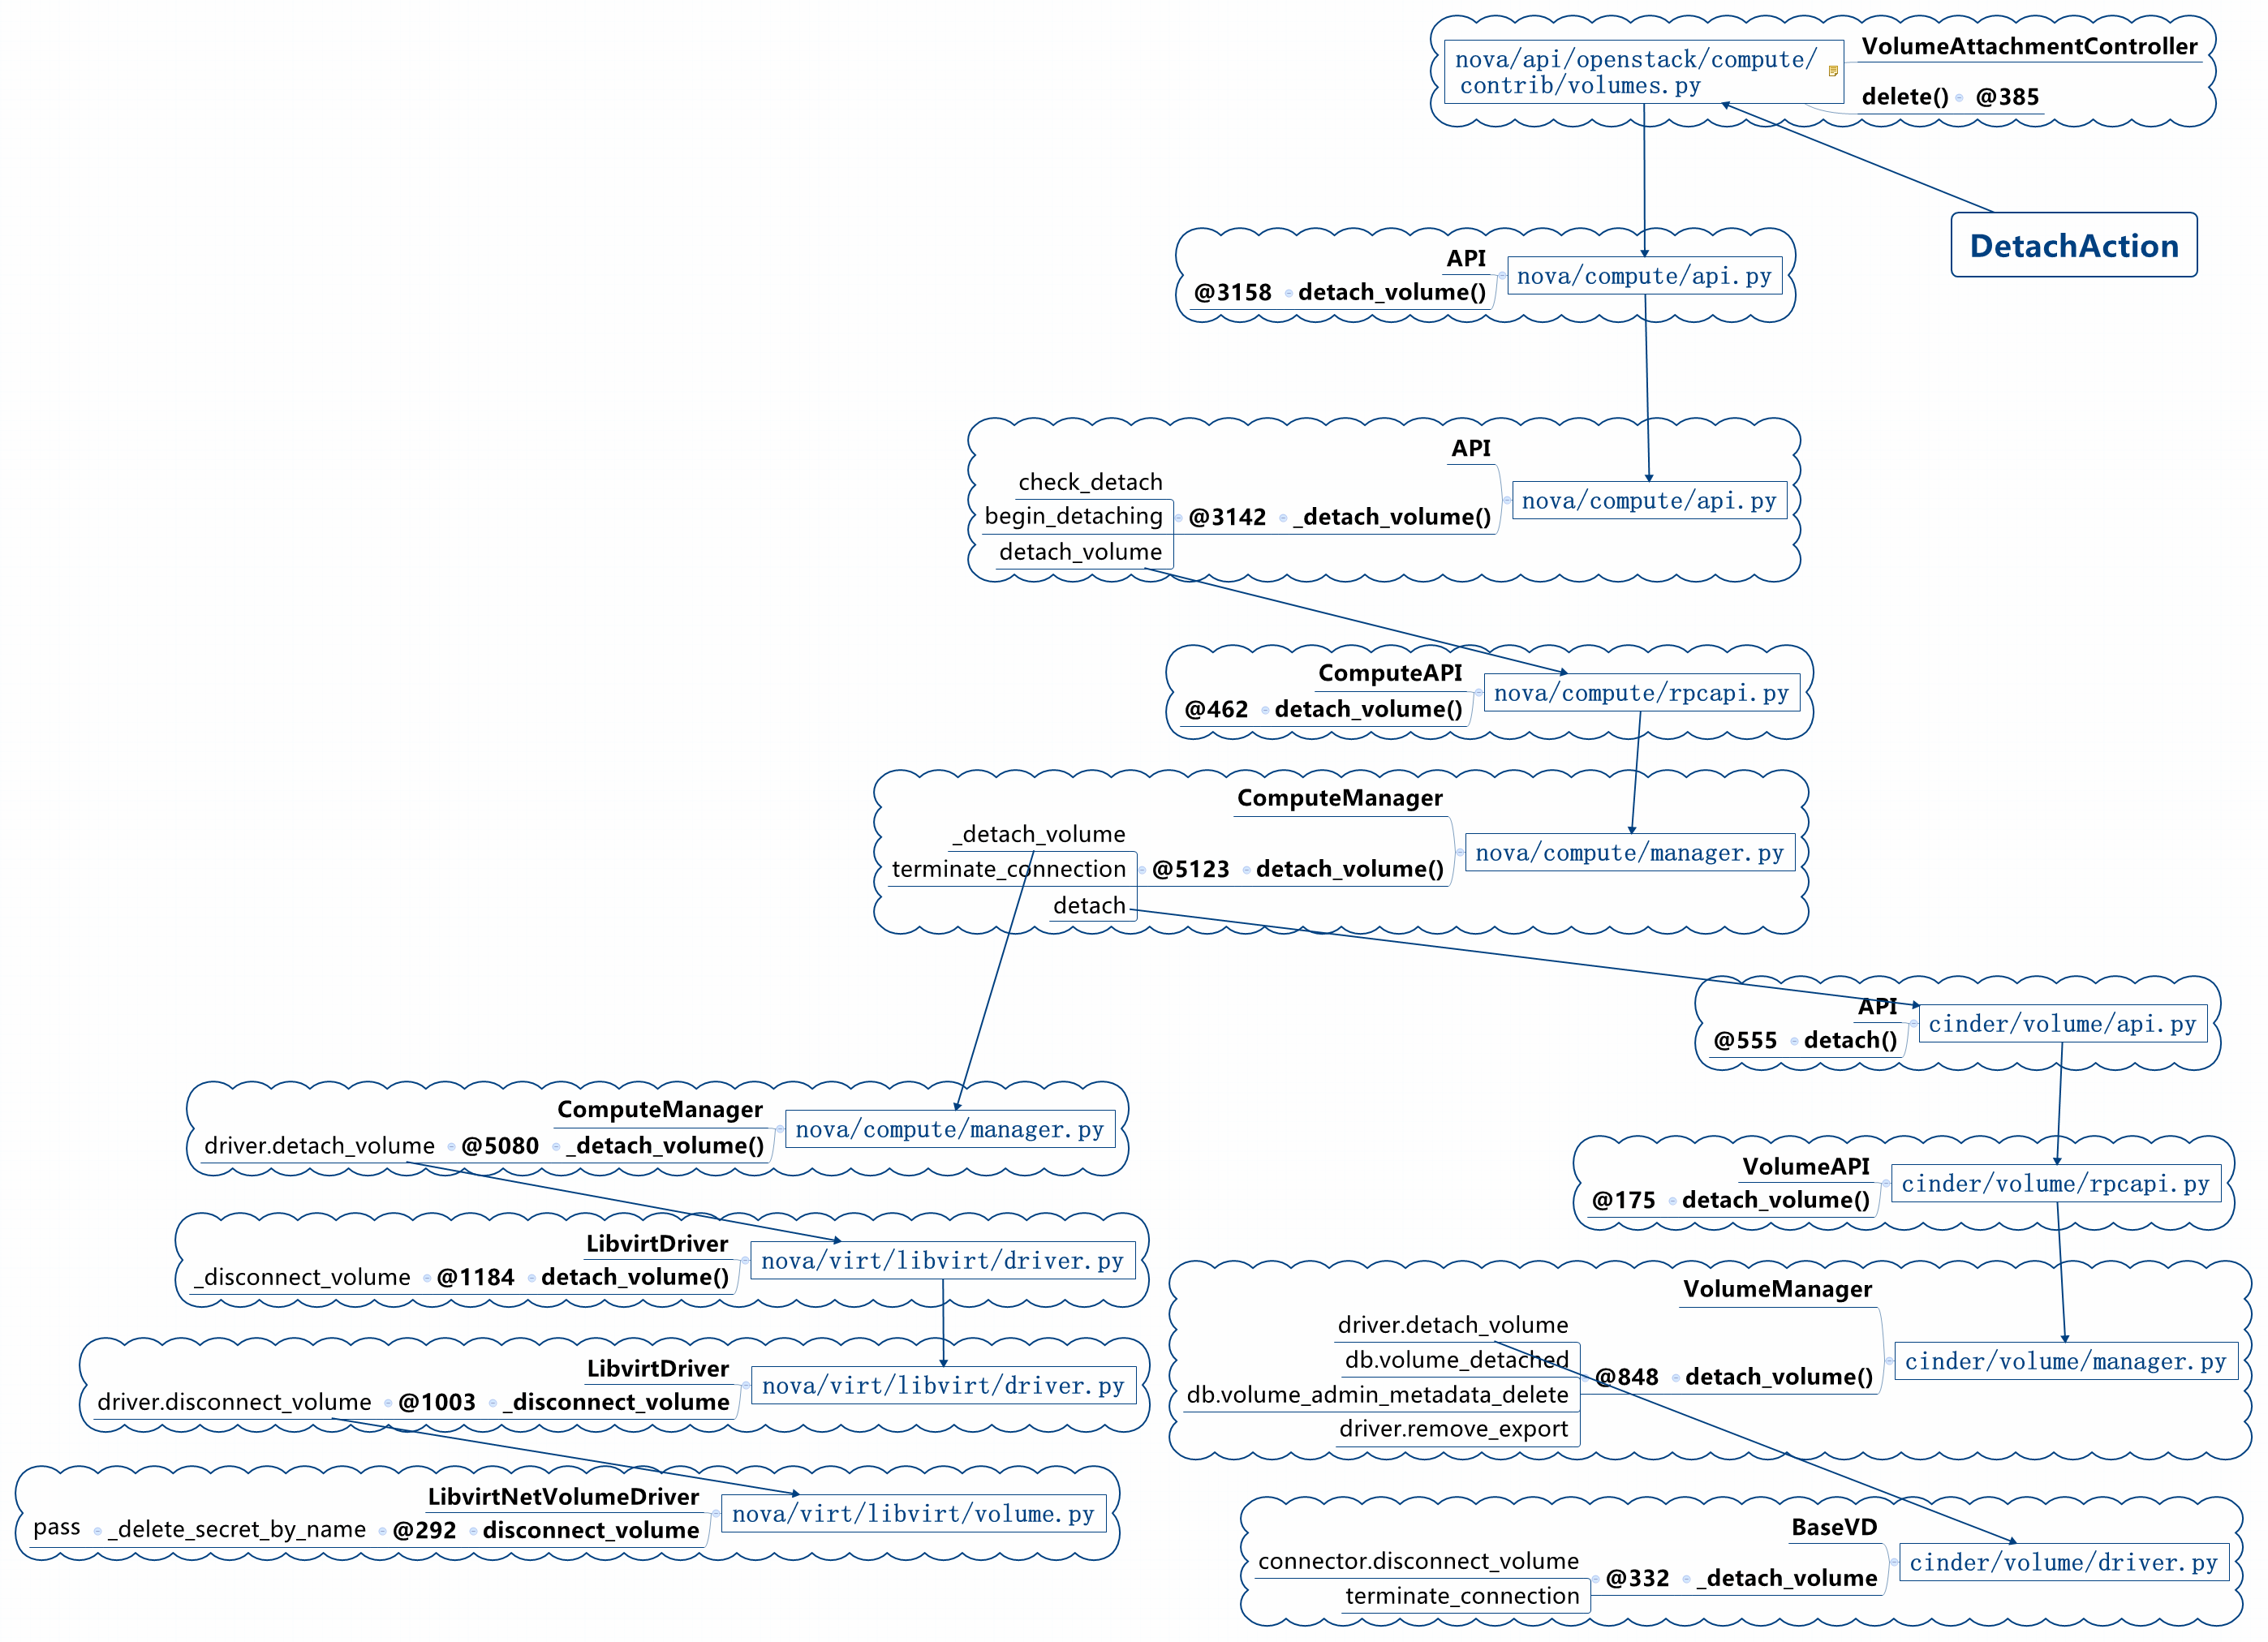 nova/api/openstack/compute/
contrib/volumes.py
VolumeAttachmentController
delete() @385
DetachAction
API
nova/compute/api.py
@3158 detach_volume()
API
check_detach
nova/compute/api.py
begin_detaching @3142 _detach_volume()
detach_volume
ComputeAPI
nova/compute/rpcapi.py
@462 detach_volume()
ComputeManager
_detach_volume
nova/compute/manager.py
terminate_connection @5123 detach_volume()
detach
API
cinder/volume/api.py
@555 detach()
ComputeManager
nova/compute/manager.py
driver.detach_volume @5080 _detach_volume()
VolumeAPI
cinder/volume/rpcapi.py
@175 detach_volume()
LibvirtDriver
nova/virt/libvirt/driver.py
_disconnect_volume @1184 detach_volume()
VolumeManager
driver.detach_volume
db.volume_detached
cinder/volume/manager.py
@848 detach_volume()
db.volume_admin_metadata_delete
driver.remove_export
LibvirtDriver
nova/virt/libvirt/driver.py
driver.disconnect_volume @1003 _disconnect_volume
LibvirtNetVolumeDriver
nova/virt/libvirt/volume.py
pass _delete_secret_by_name @292 disconnect_volume
BaseVD
connector.disconnect_volume
cinder/volume/driver.py
@332 _detach_volume
terminate_connection